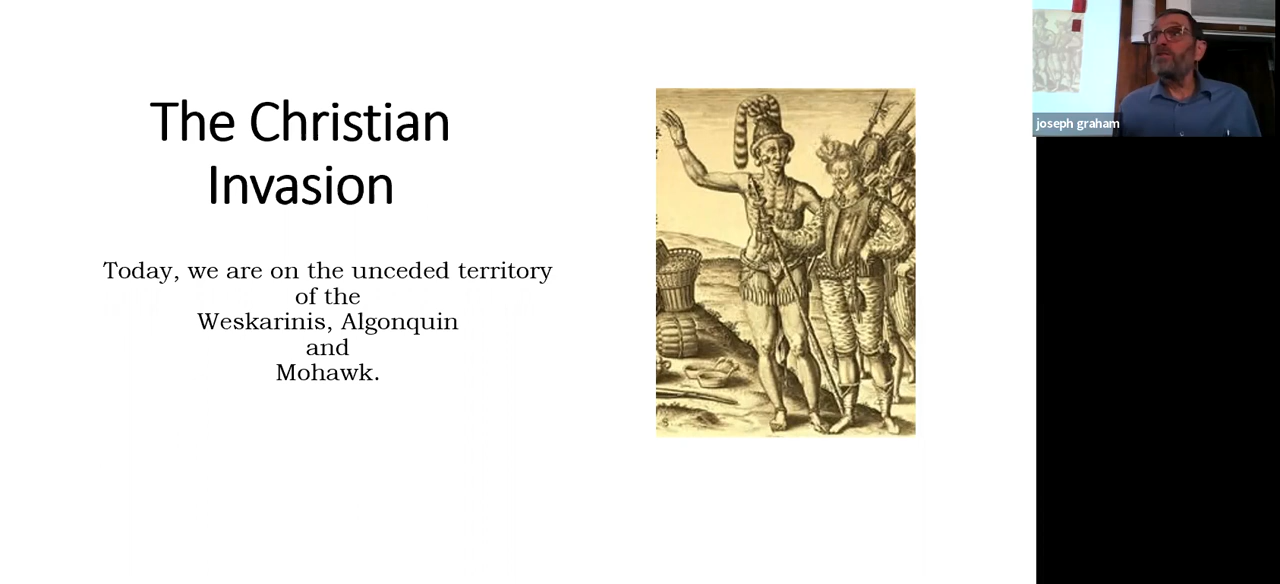 The Christian
Invasion
Today, we are on the unceded territory
of the
Weskarinis, Algonquin
and
Mohawk.
joseph graham